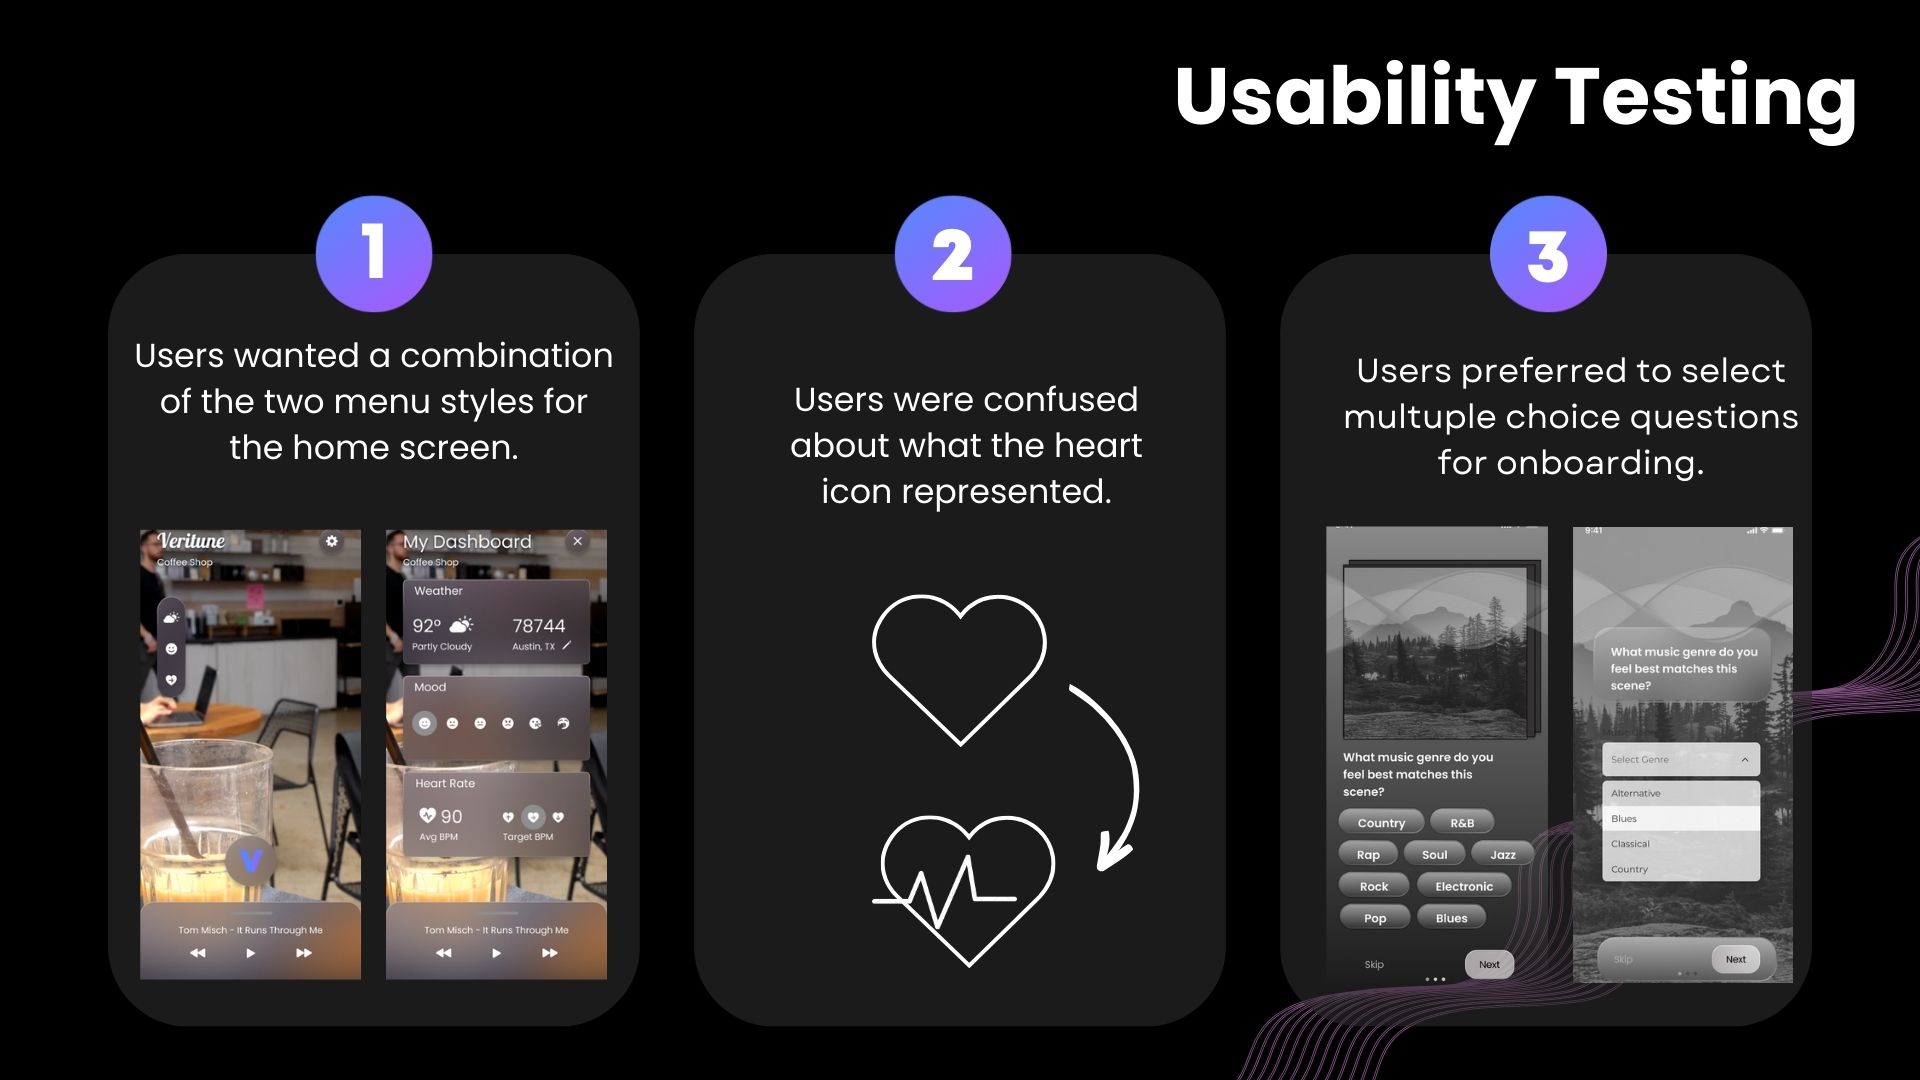 Usability Testing
1
Users wanted a combination
of the two menu styles for
the home screen.
Veritune
Coffee Shop
V
Tom Misch - It Runs Through Me
My Dashboard
Coffee Shop
Weather
92°
78744
Partly Cloudy
Austin, TX
Mood
Heart Rate
90
Avg BPM
Target BPM
Tom Misch - It Runs Through Me
2
Users were confused
about what the heart
icon represented.
3
Users preferred to select
multuple choice questions
for onboarding.
What music genre do you
feel best matches this
scene?
Country
R&B
Rap
Soul
Jazz
Rock
Electronic
Pop
Blues
Skip
Next
9:41
What music genre do you
feel best matches this
scene?
Select Genre
Alternative
Blues
Classical
Country
Skip
Next